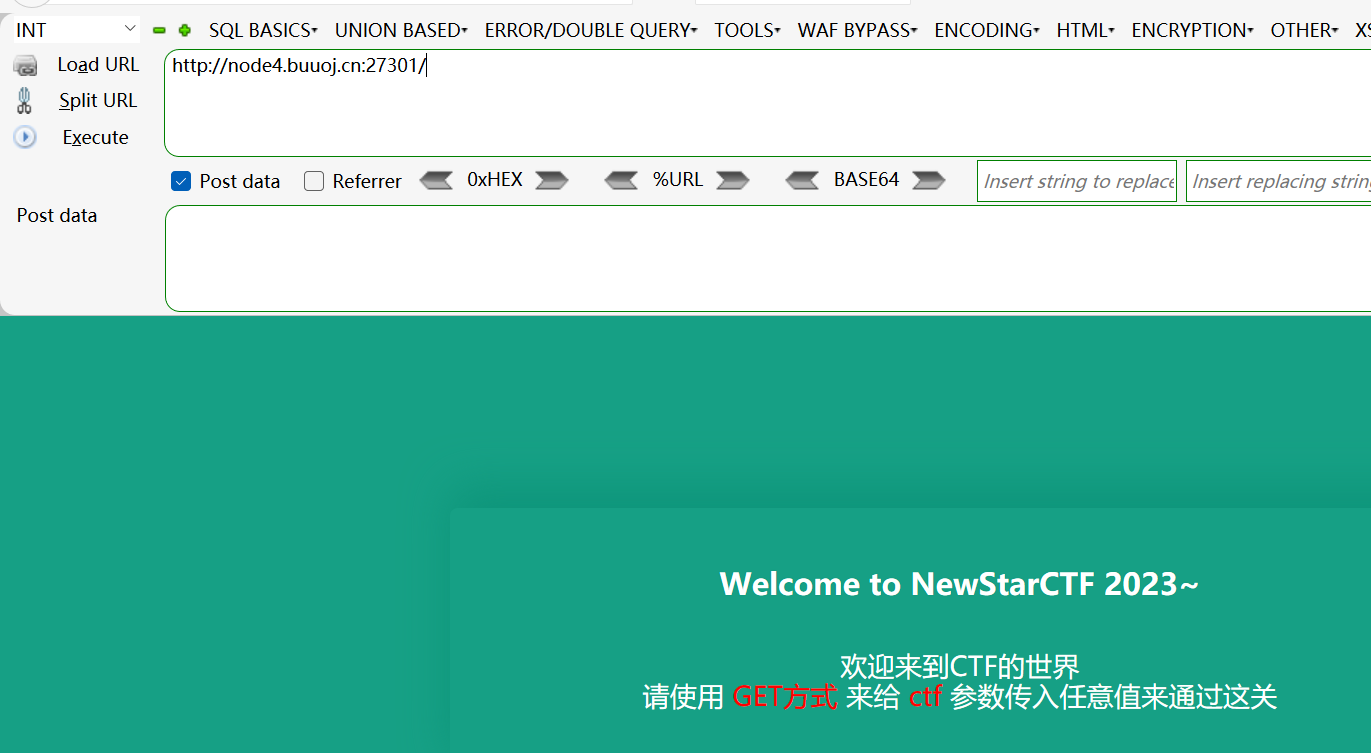 INT SQL BASICS▾ UNION BASED▾ ERROR/DOUBLE QUERY▾ TOOLS▾ WAF BYPASS▾ ENCODING▾ HTML▾ ENCRYPTION▾ OTHER▾ XS
Load URL http://node4.buuoj.cn:27301/
Split URL
Execute
Post data Referrer 0xHEX %URL BASE64 Insert string to replace Insert replacing string
Post data
Welcome to NewStarCTF 2023~
欢迎来到CTF的世界
请使用 GET方式 来给 ctf 参数传入任意值来通过这关